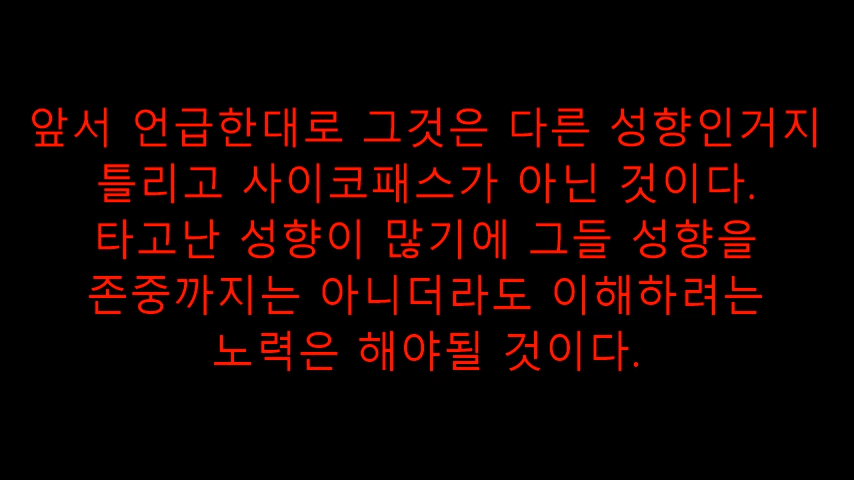 앞서 언급한대로 그것은 다른 성향인거지
틀리고 사이코패스가 아닌 것이다.
타고난 성향이 많기에 그들 성향을
존중까지는 아니더라도 이해하려는
노력은 해야될 것이다.